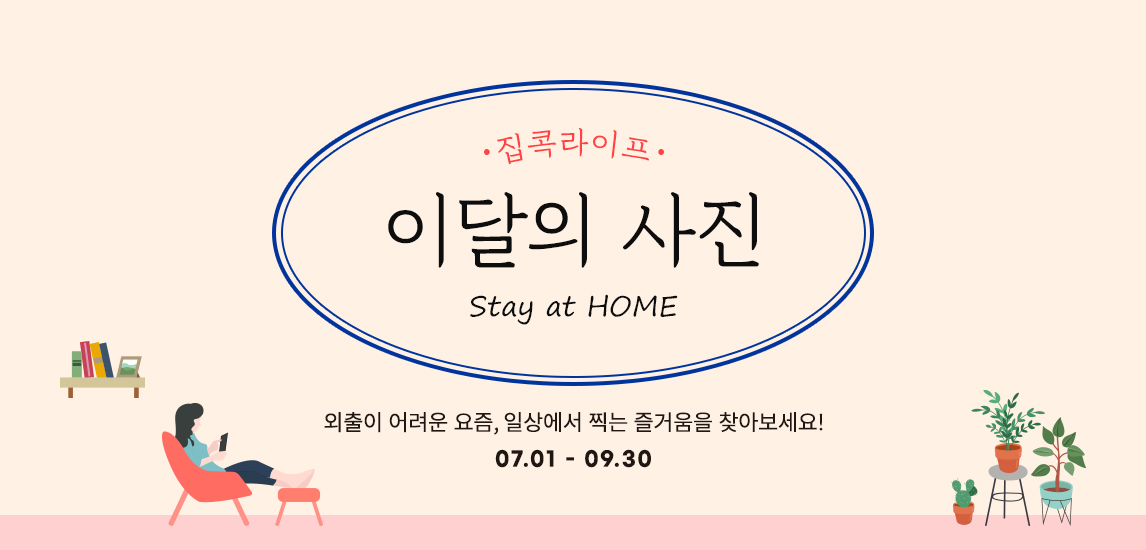 • 집콕라이프 •
이달의 사진
Stay at HOME
외출이 어려운 요즘, 일상에서 찍는 즐거움을 찾아보세요!
07.01 - 09.30